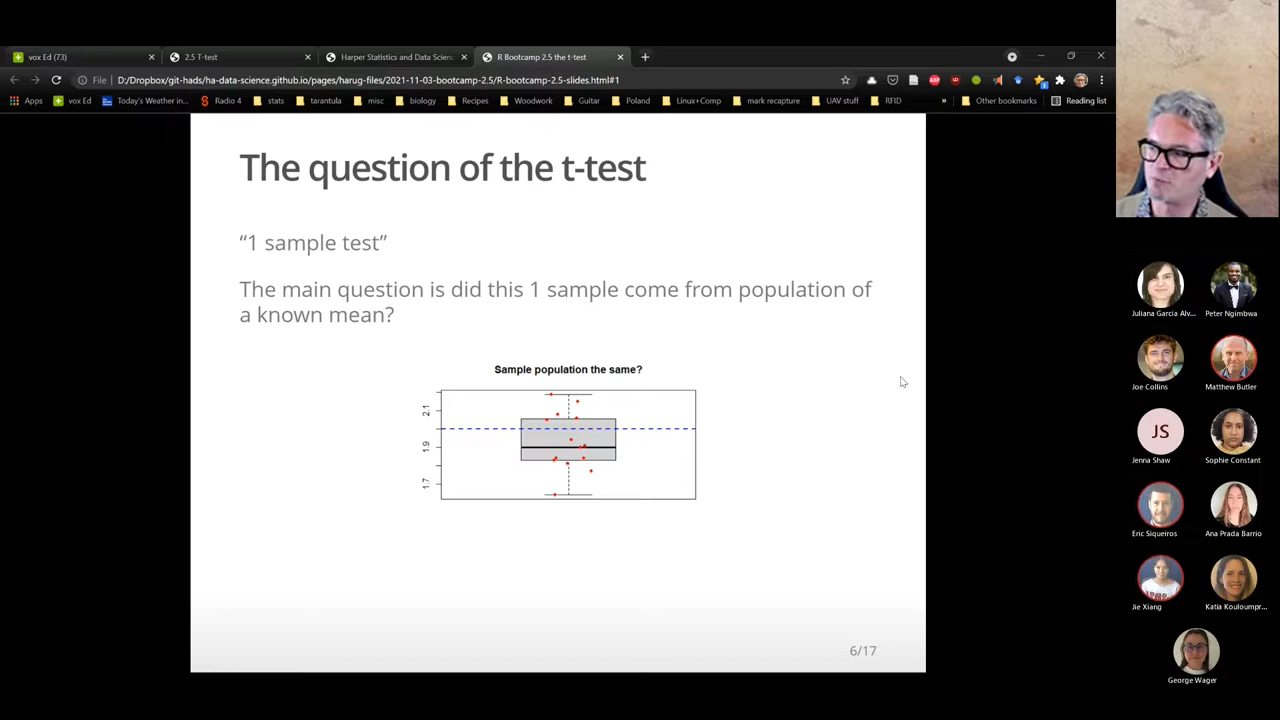 vox Ed (73)
2.5 T-test
Harper Statistics and Data Scienc
R Bootcamp 2.5 the t-test
File
D:/Dropbox/git-hads/ha-data-science.github.io/pages/harug-files/2021-11-03-bootcamp-2.5/R-bootcamp-2.5-slides.html#1
Apps
vox Ed
Today's Weather in...
Radio 4
stats
tarantula
misc
biology
Recipes
Woodwork
Guitar
Poland
Linux+Comp
mark recapture
UAV stuff
RFID
»
Other bookmarks
Reading list
The question of the t-test
“1 sample test”
The main question is did this 1 sample come from population of
a known mean?
Sample population the same?
2.1
1.9
1.7
6/17
Juliana Garcia Alv...
Peter Ngimbwa
Joe Collins
Matthew Butler
JS
Jenna Shaw
Sophie Constant
Eric Siqueiros
Ana Prada Barrio
Jie Xiang
Katia Kouloumpr...
George Wager